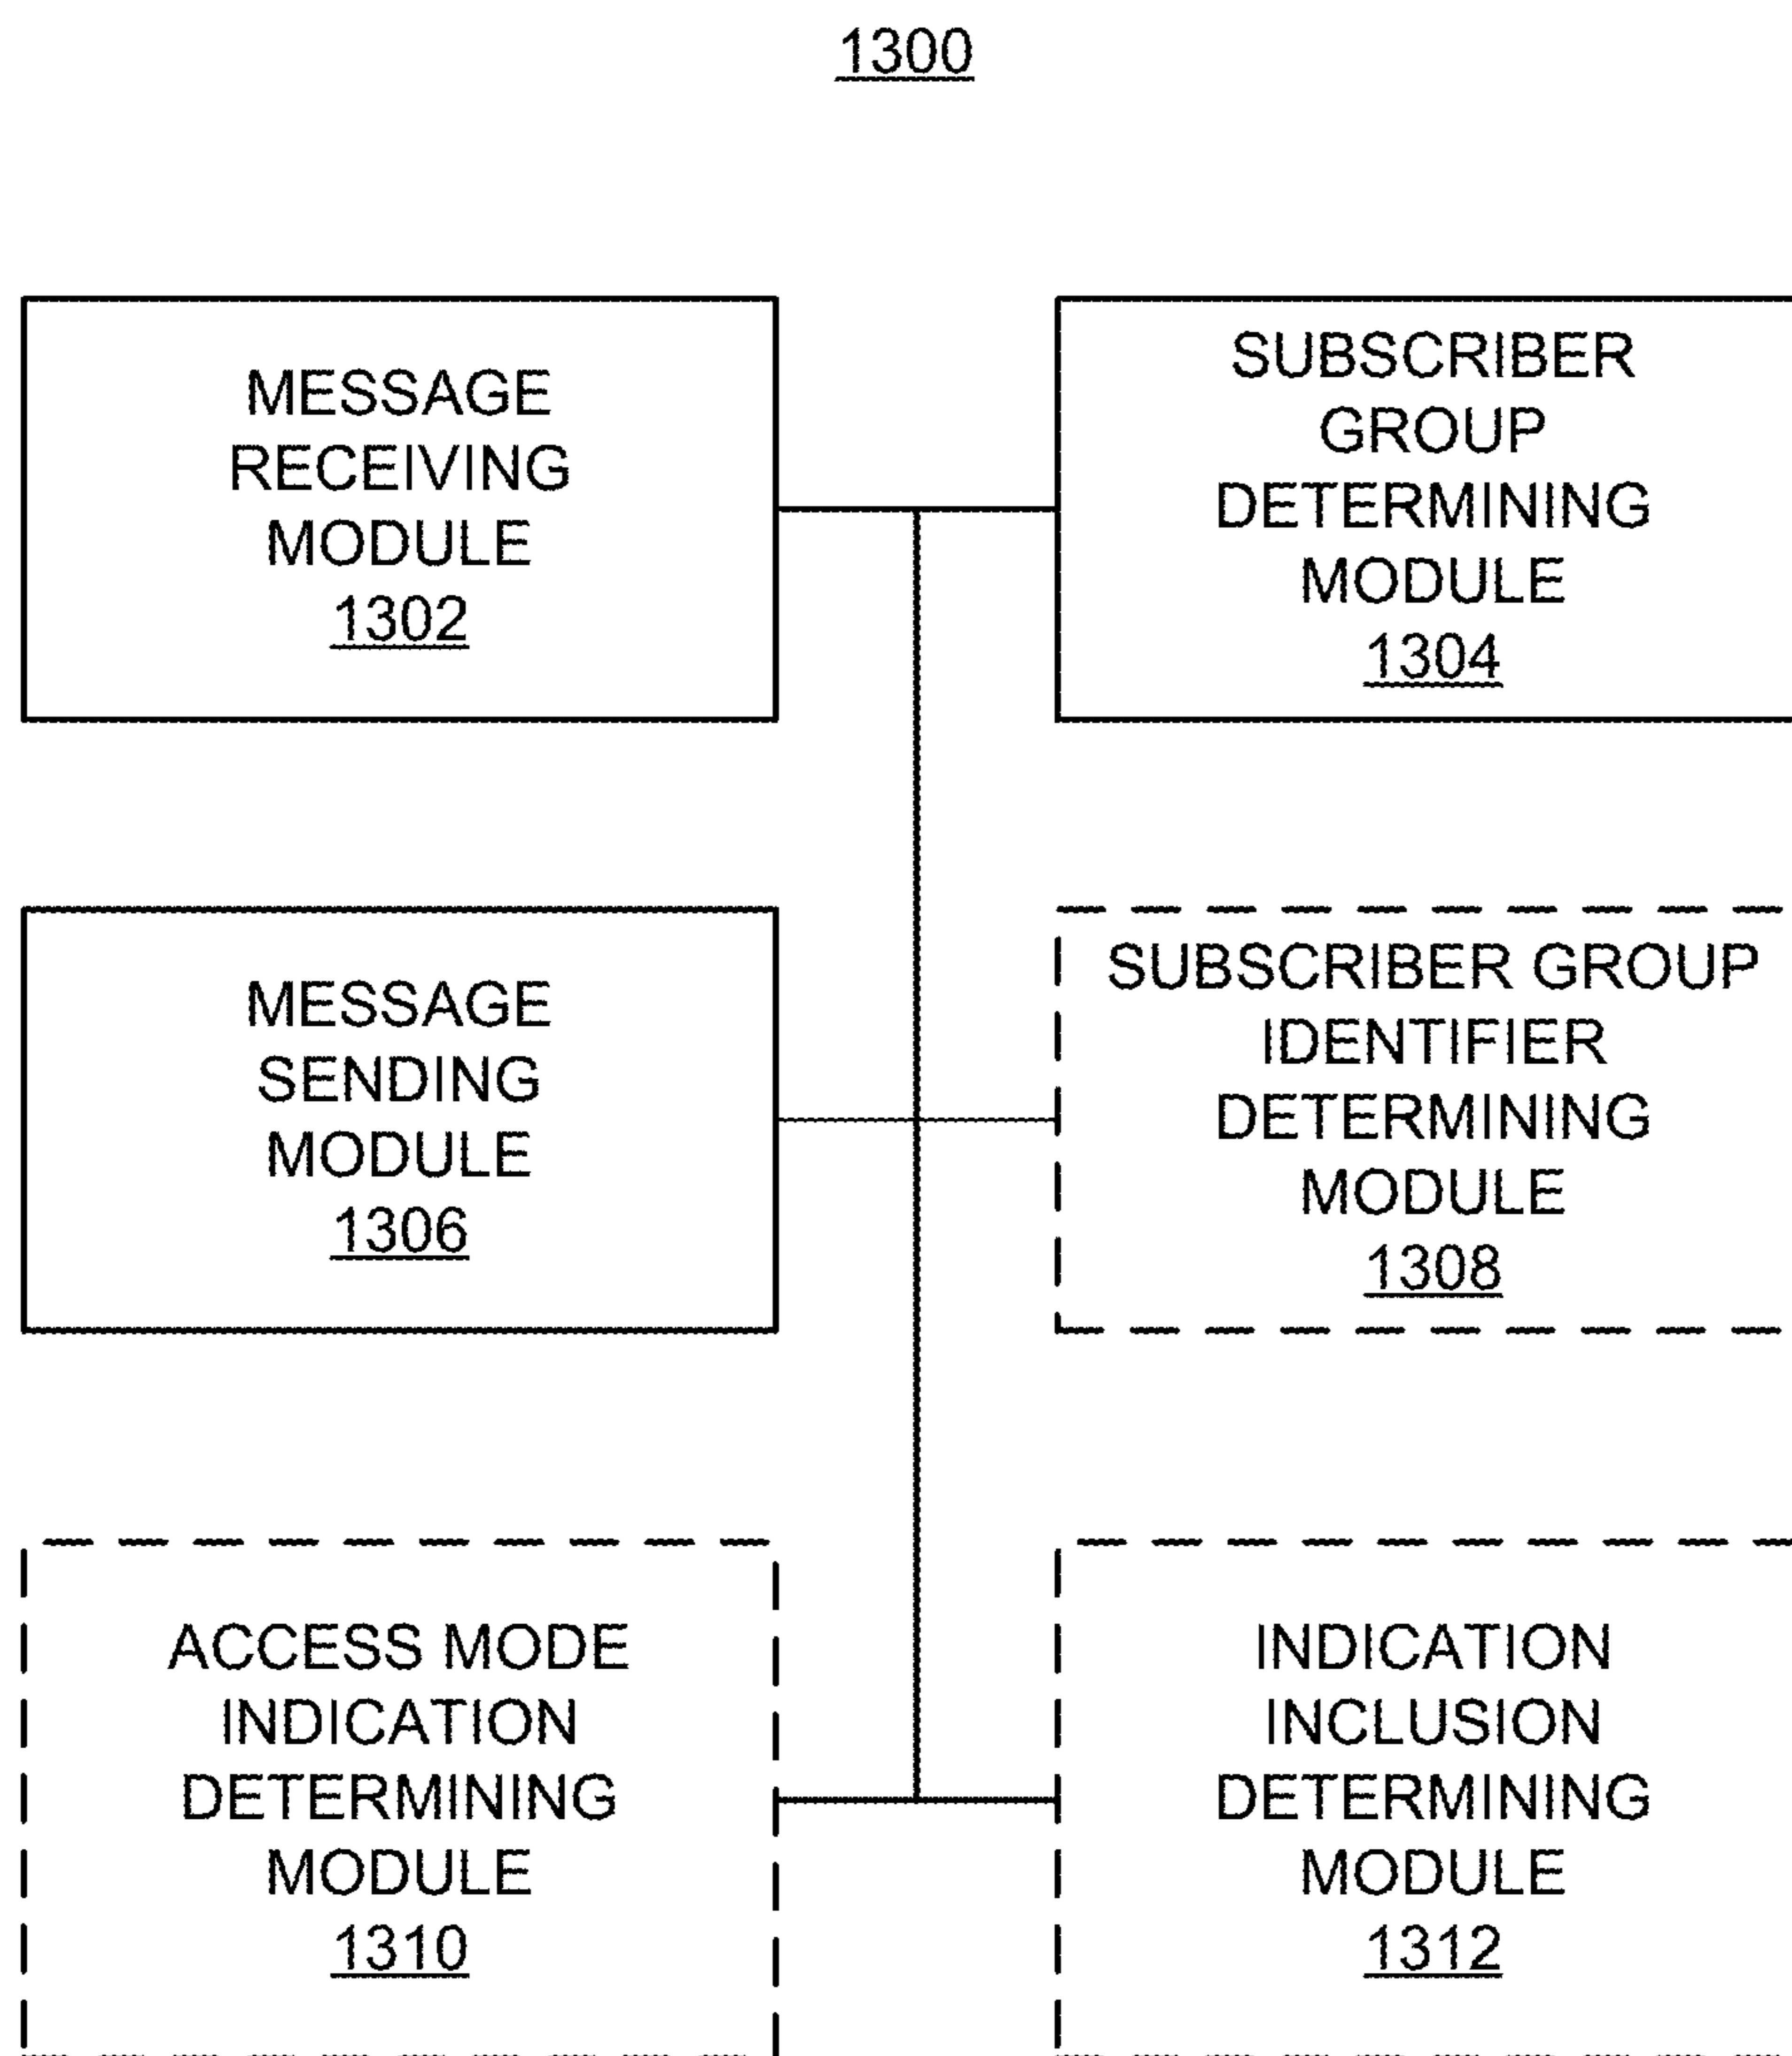 1300
MESSAGE
RECEIVING
MODULE
1302
SUBSCRIBER
GROUP
DETERMINING
MODULE
1304
MESSAGE
SENDING
MODULE
1306
SUBSCRIBER GROUP
IDENTIFIER
DETERMINING
MODULE
1308
ACCESS MODE
INDICATION
DETERMINING
MODULE
1310
INDICATION
INCLUSION
DETERMINING
MODULE
1312